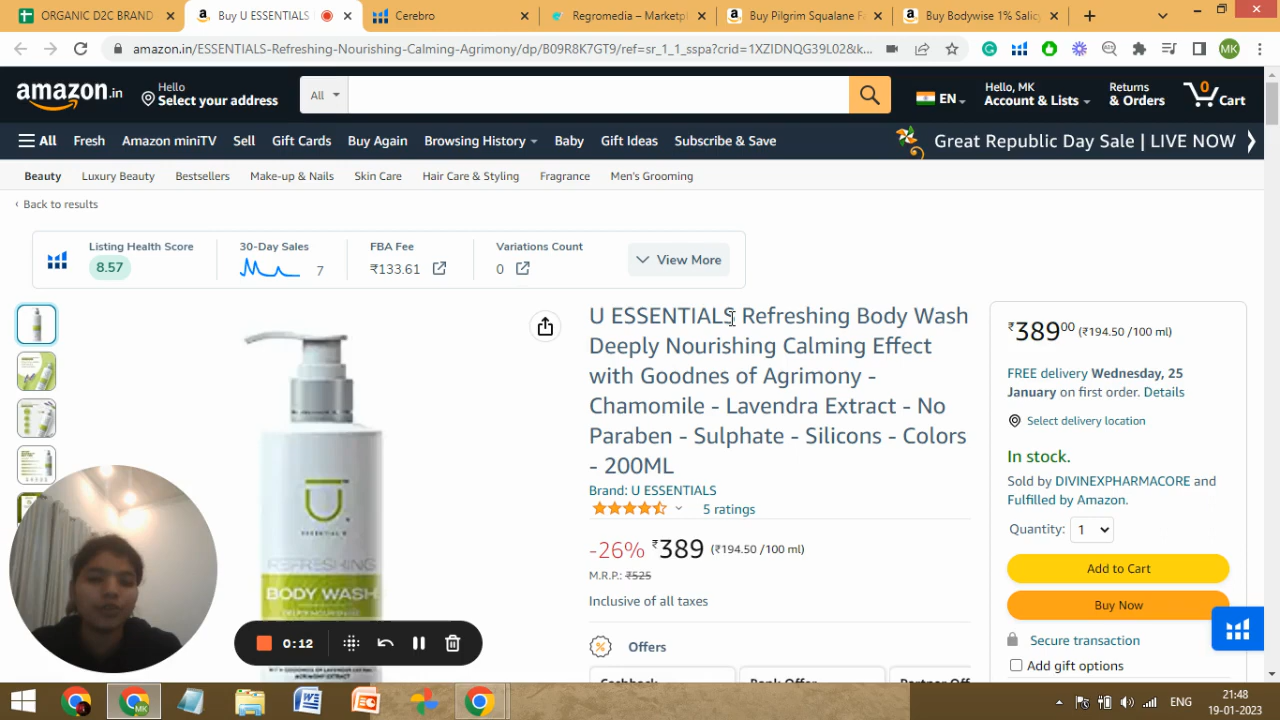 ORGANIC D2C BRAND
Buy U ESSENTIALS
Cerebro
Regromedia – Marketpl
Buy Pilgrim Squalane F
Buy Bodywise 1% Salicy
amazon.in/ESSENTIALS-Refreshing-Nourishing-Calming-Agrimony/dp/B09R8K7GT9/ref=sr_1_1_sspa?crid=1XZIDNQG39L02&k...
MK
amazon.in
Hello
Select your address
All
EN
Hello, MK
Account & Lists
Returns
& Orders
0
Cart
All
Fresh
Amazon miniTV
Sell
Gift Cards
Buy Again
Browsing History
Baby
Gift Ideas
Subscribe & Save
Great Republic Day Sale | LIVE NOW
Beauty
Luxury Beauty
Bestsellers
Make-up & Nails
Skin Care
Hair Care & Styling
Fragrance
Men's Grooming
‹ Back to results
Listing Health Score
8.57
30-Day Sales
7
FBA Fee
₹133.61
Variations Count
0
View More
U ESSENTIALS Refreshing Body Wash
Deeply Nourishing Calming Effect
with Goodnes of Agrimony -
Chamomile - Lavendra Extract - No
Paraben - Sulphate - Silicons - Colors
- 200ML
Brand: U ESSENTIALS
5 ratings
-26% ₹389 (₹194.50 /100 ml)
M.R.P.: ₹525
Inclusive of all taxes
Offers
Cashback
Bank Offer
Partner Off
₹38900 (₹194.50 /100 ml)
FREE delivery Wednesday, 25
January on first order. Details
Select delivery location
In stock.
Sold by DIVINEXPHARMACORE and
Fulfilled by Amazon.
Quantity: 1
Add to Cart
Buy Now
Secure transaction
Add gift options
REFRESHING
BODY WASH
0:12
ENG
21:48
19-01-2023